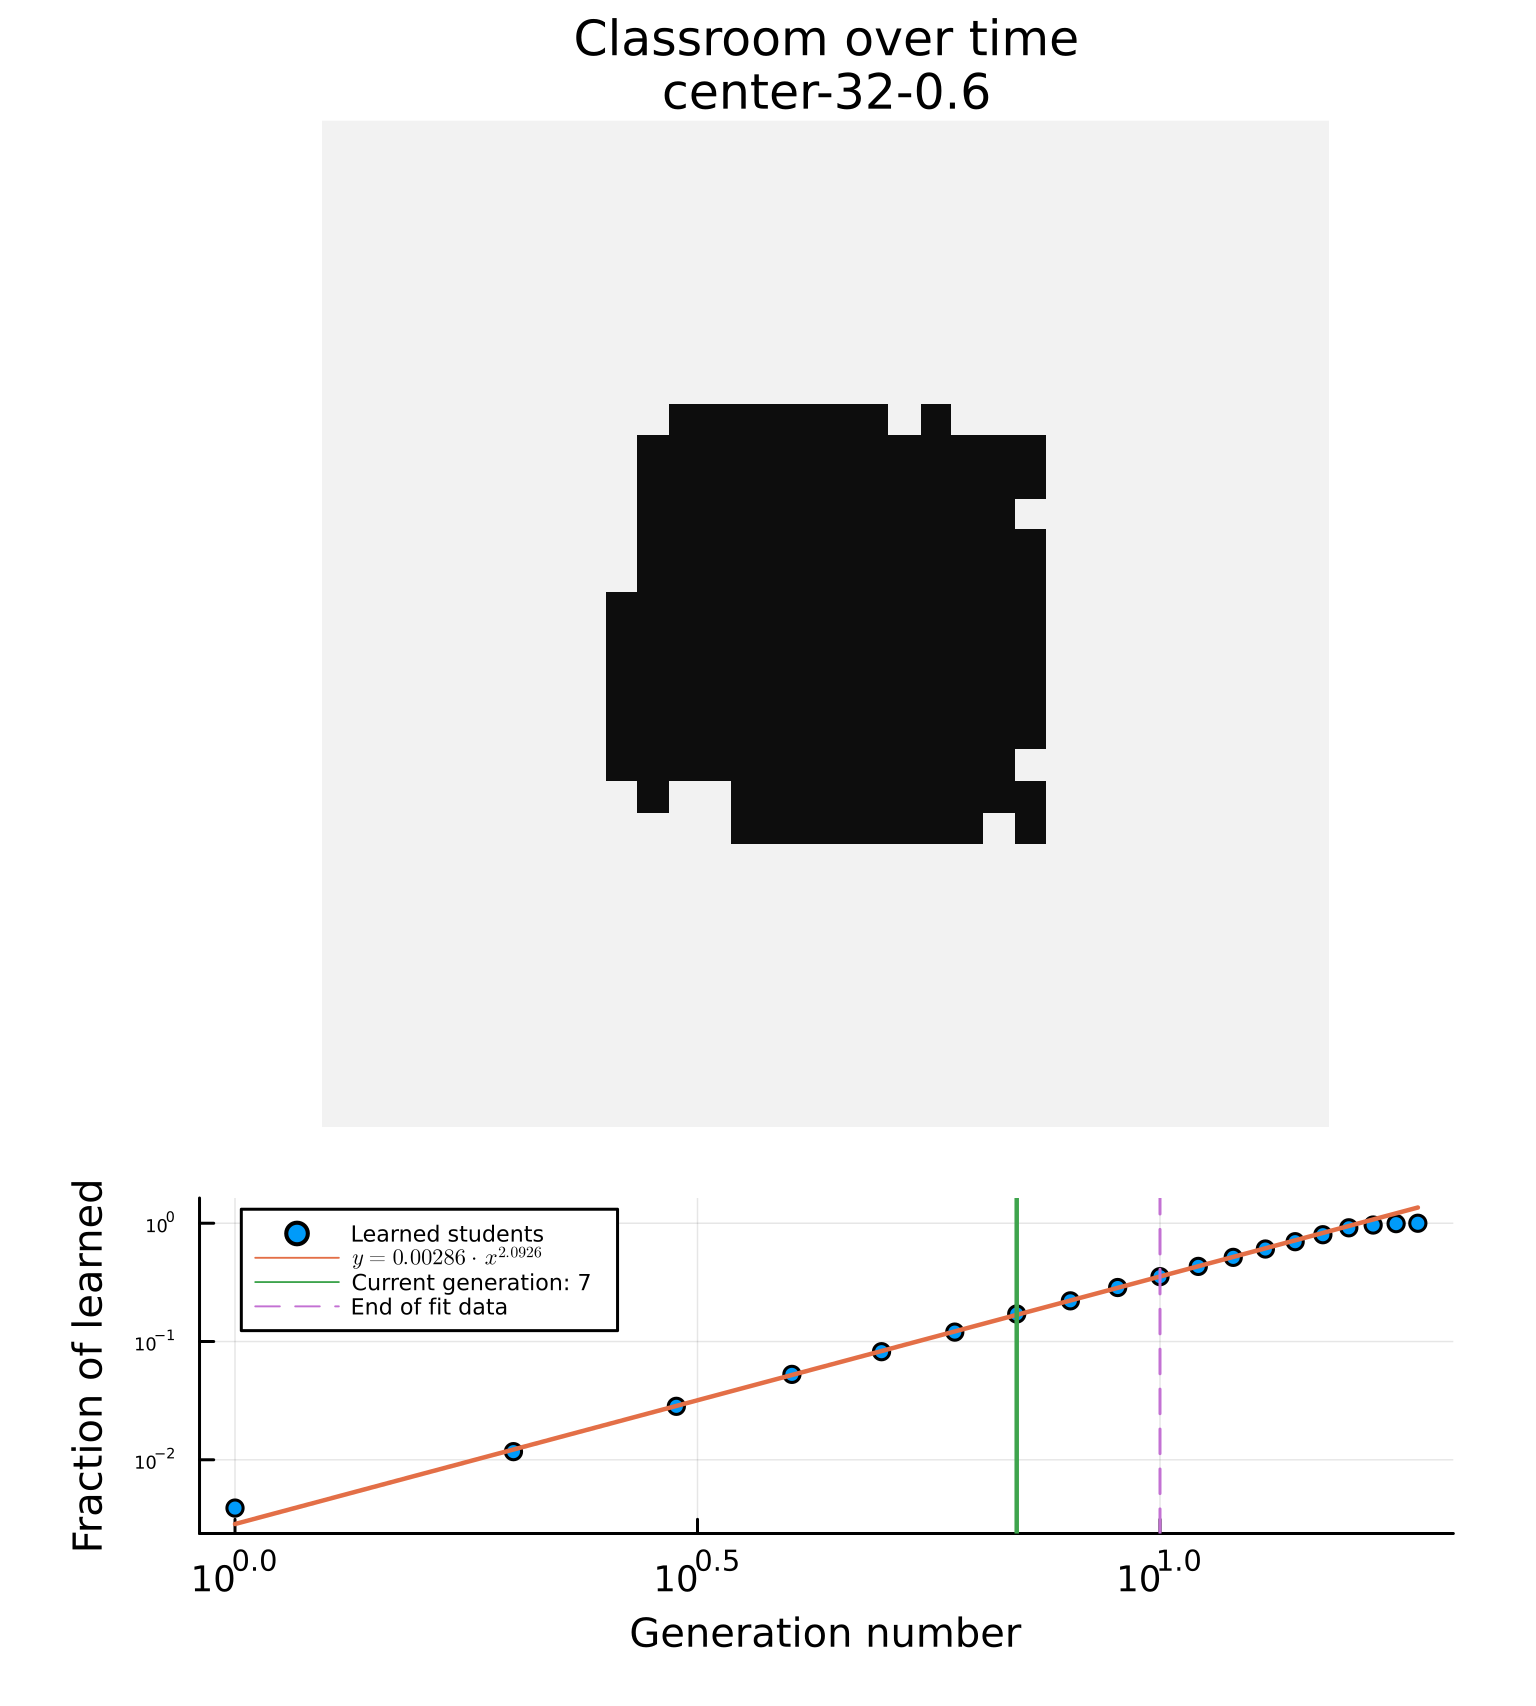 Classroom over time
center-32-0.6
Fraction of learned
10^0
10^-1
10^-2
Learned students
y = 0.00286 · x^2.0926
Current generation: 7
End of fit data
10^0.0 10^0.5 10^1.0
Generation number